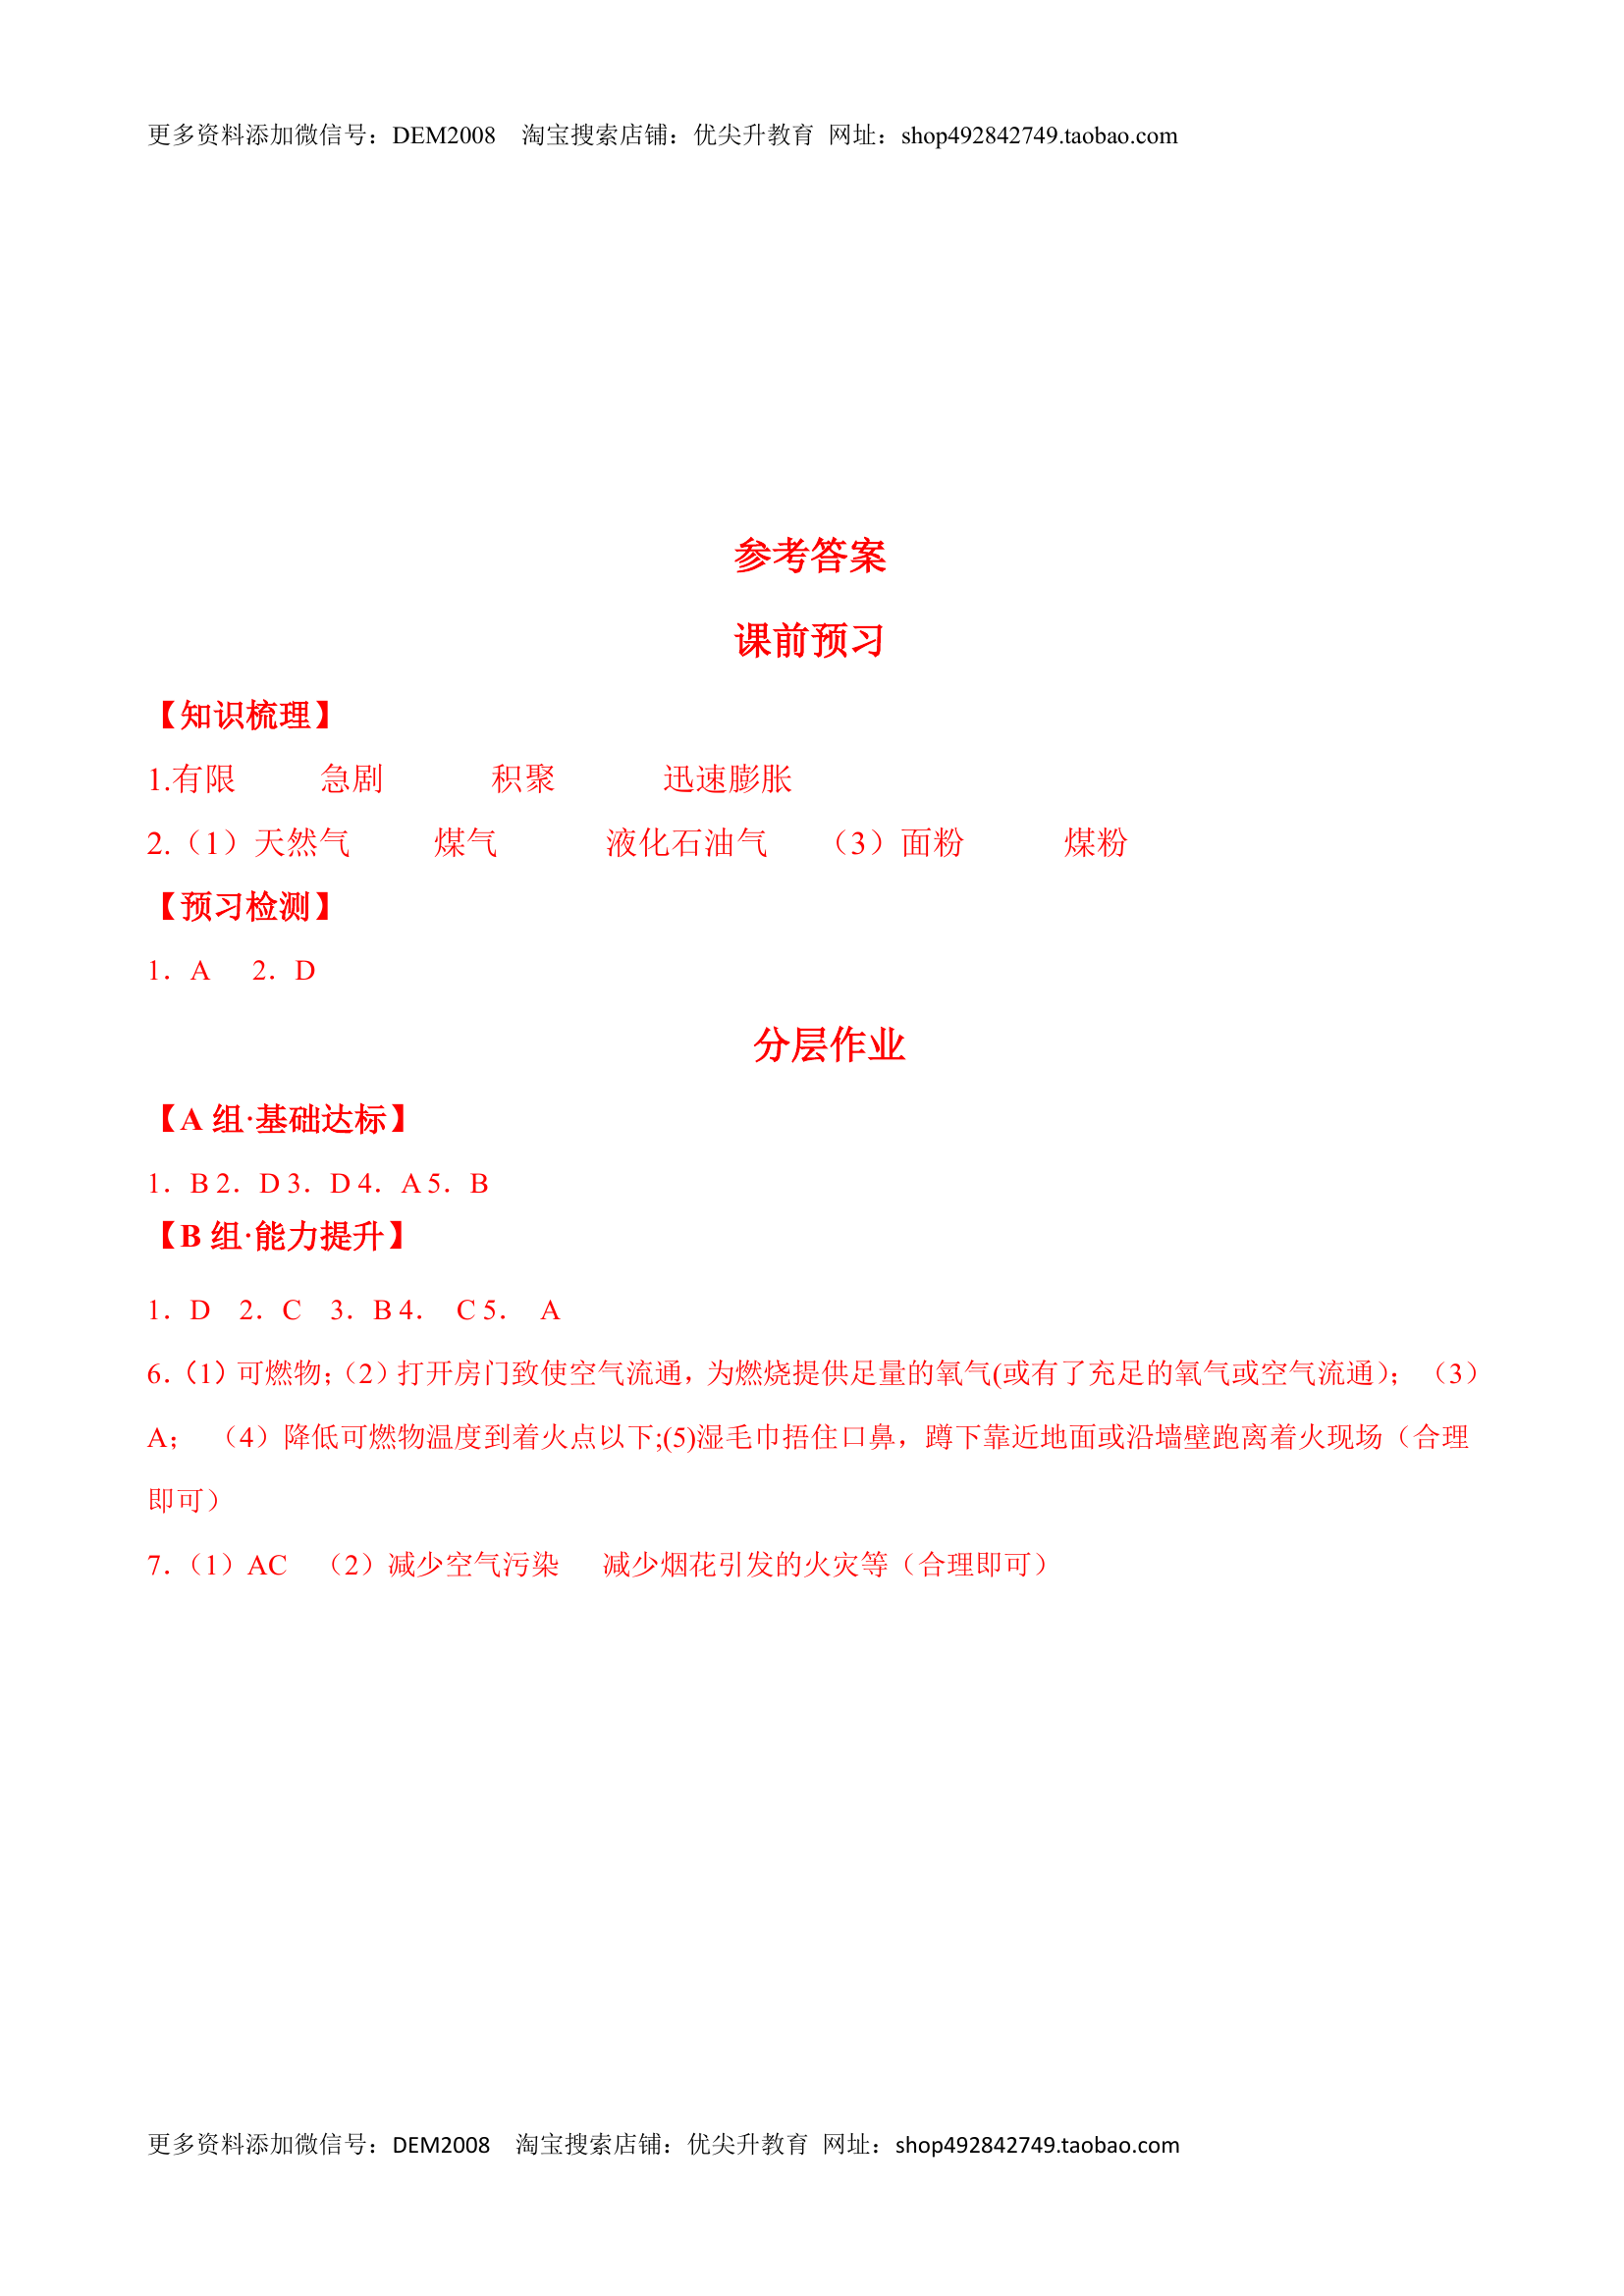 更多资料添加微信号：DEM2008 淘宝搜索店铺：优尖升教育 网址：shop492842749.taobao.com
参考答案
课前预习
【知识梳理】
1.有限 急剧 积聚 迅速膨胀
2.（1）天然气 煤气 液化石油气 （3）面粉 煤粉
【预习检测】
1．A 2．D
分层作业
【A 组·基础达标】
1．B 2．D 3．D 4．A 5．B
【B 组·能力提升】
1．D 2．C 3．B 4． C 5． A
6.（1）可燃物；（2）打开房门致使空气流通，为燃烧提供足量的氧气(或有了充足的氧气或空气流通)； （3）
A； （4）降低可燃物温度到着火点以下;(5)湿毛巾捂住口鼻，蹲下靠近地面或沿墙壁跑离着火现场（合理
即可）
7.（1）AC （2）减少空气污染 减少烟花引发的火灾等（合理即可）
更多资料添加微信号：DEM2008 淘宝搜索店铺：优尖升教育 网址：shop492842749.taobao.com